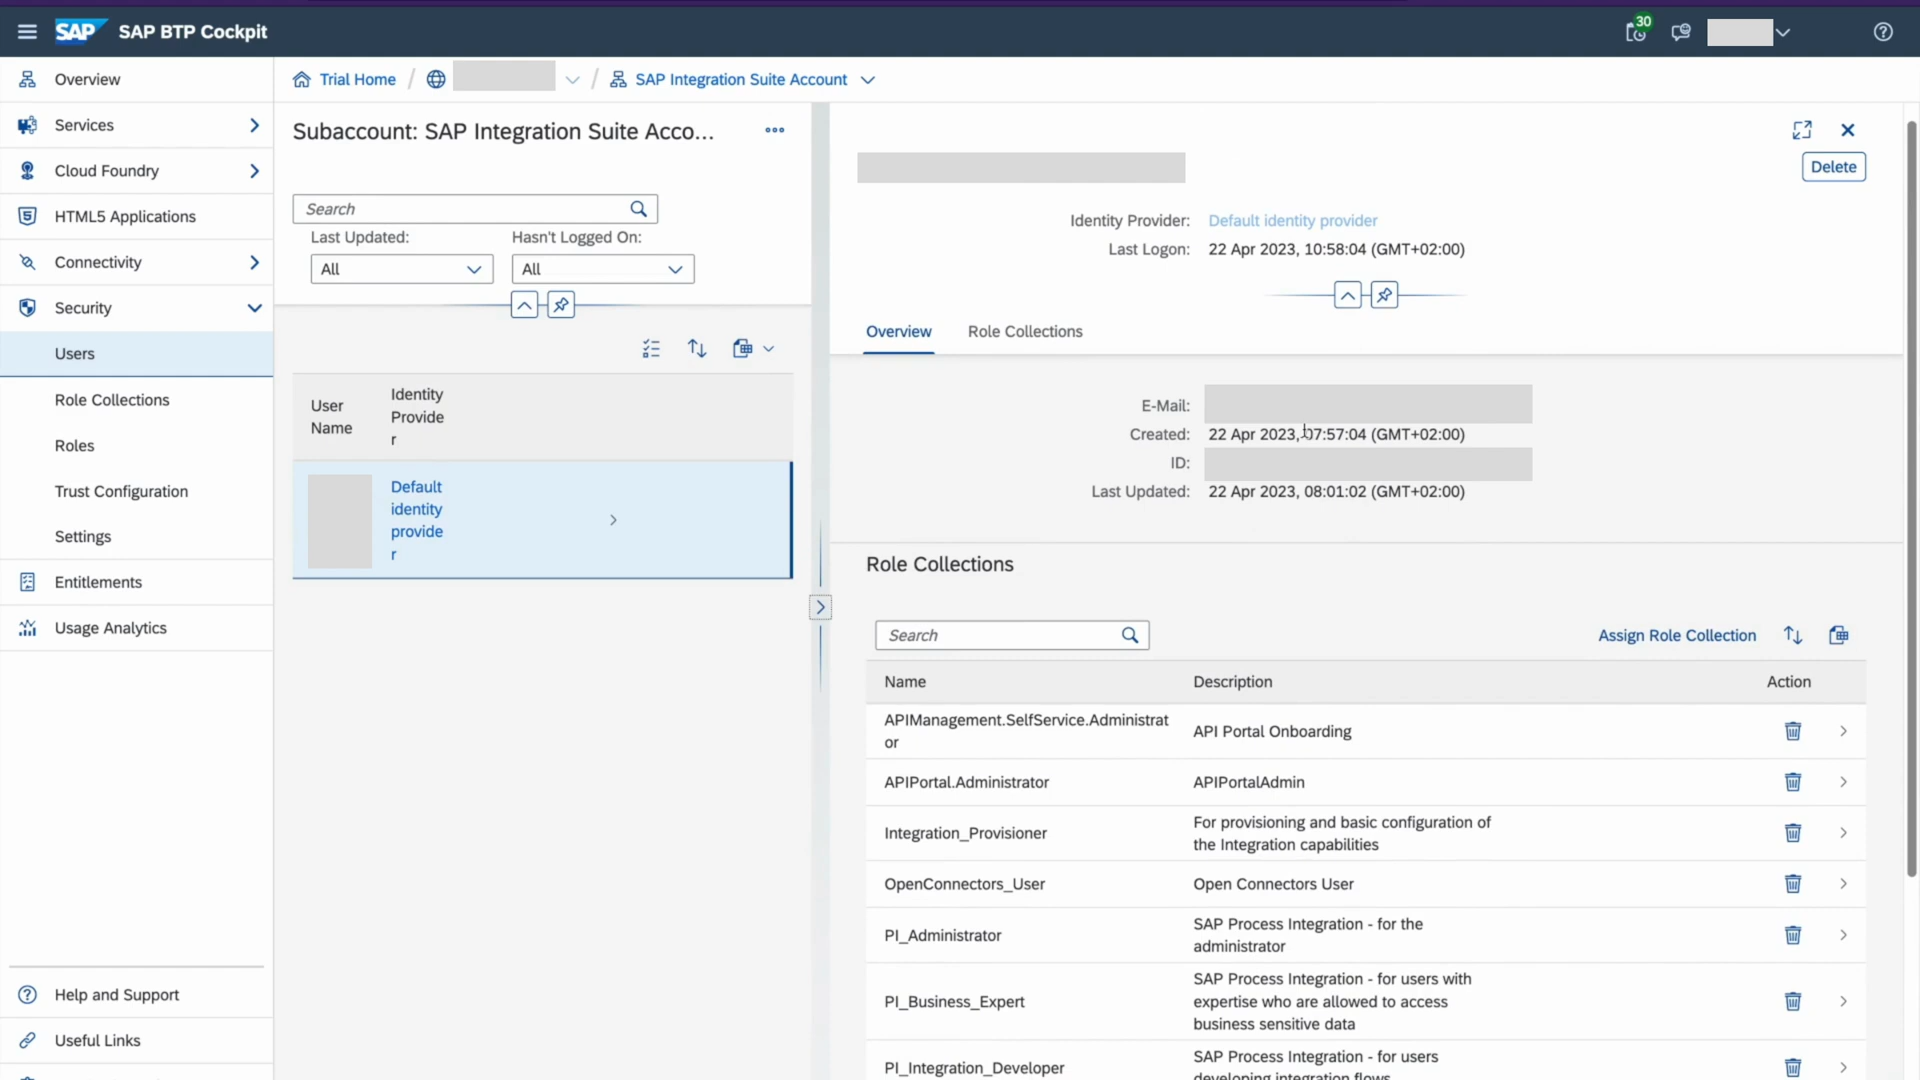 SAP SAP BTP Cockpit
30
Overview
Services
Cloud Foundry
HTML5 Applications
Connectivity
Security
Users
Role Collections
Roles
Trust Configuration
Settings
Entitlements
Usage Analytics
Help and Support
Useful Links
Trial Home / / SAP Integration Suite Account
Subaccount: SAP Integration Suite Acco...
Search
Last Updated: Hasn't Logged On:
All All
User
Name
Identity
Provide
r
Default
identity
provide
r
Delete
Identity Provider: Default identity provider
Last Logon: 22 Apr 2023, 10:58:04 (GMT+02:00)
Overview Role Collections
E-Mail:
Created: 22 Apr 2023, 07:57:04 (GMT+02:00)
ID:
Last Updated: 22 Apr 2023, 08:01:02 (GMT+02:00)
Role Collections
Search
Assign Role Collection
Name Description Action
APIManagement.SelfService.Administrat
or
API Portal Onboarding
APIPortal.Administrator APIPortalAdmin
Integration_Provisioner
For provisioning and basic configuration of
the Integration capabilities
OpenConnectors_User Open Connectors User
PI_Administrator
SAP Process Integration - for the
administrator
PI_Business_Expert
SAP Process Integration - for users with
expertise who are allowed to access
business sensitive data
PI_Integration_Developer
SAP Process Integration - for users
developing integration flows